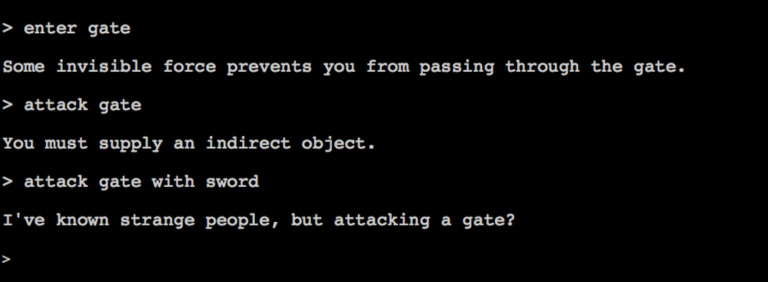 > enter gate
Some invisible force prevents you from passing through the gate.
> attack gate
You must supply an indirect object.
> attack gate with sword
I've known strange people, but attacking a gate?
>